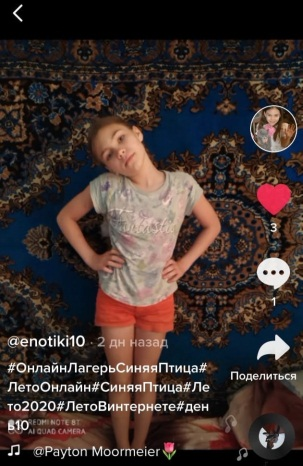 Fantastic
3
1
@enotiki10 · 2 дн назад
Поделиться
#ОнлайнЛагерьСиняяПтица#
ЛетоОнлайн#СиняяПтица#Ле
то2020#ЛетоВинтернете#ден
ь10
REDMI NOTE 8T
AI QUAD CAMERA
♫ @Payton Moormeier🌷